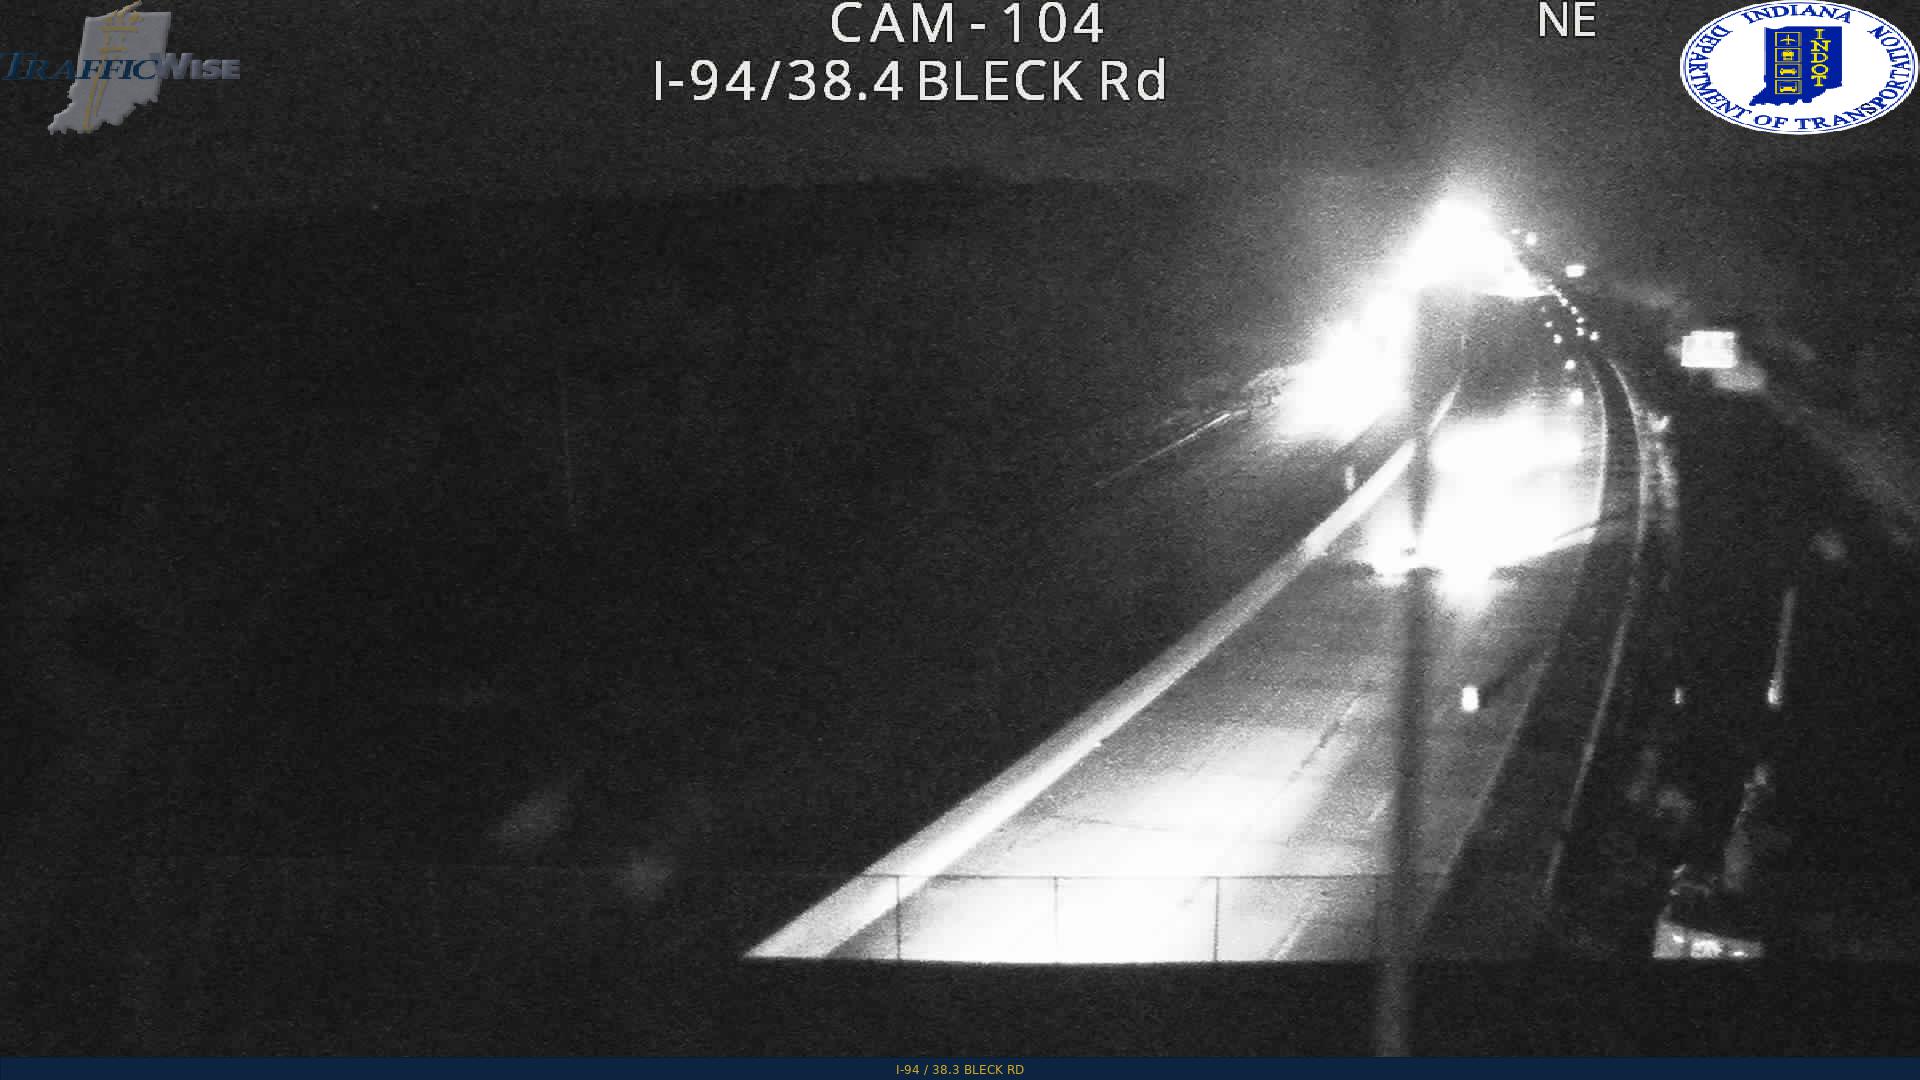 CAM-104
NE
I-94/38.4 BLECK Rd
TRAFFICWISE
INDIANA
DEPARTMENT OF TRANSPORTATION
INDOT
I-94 / 38.3 BLECK RD